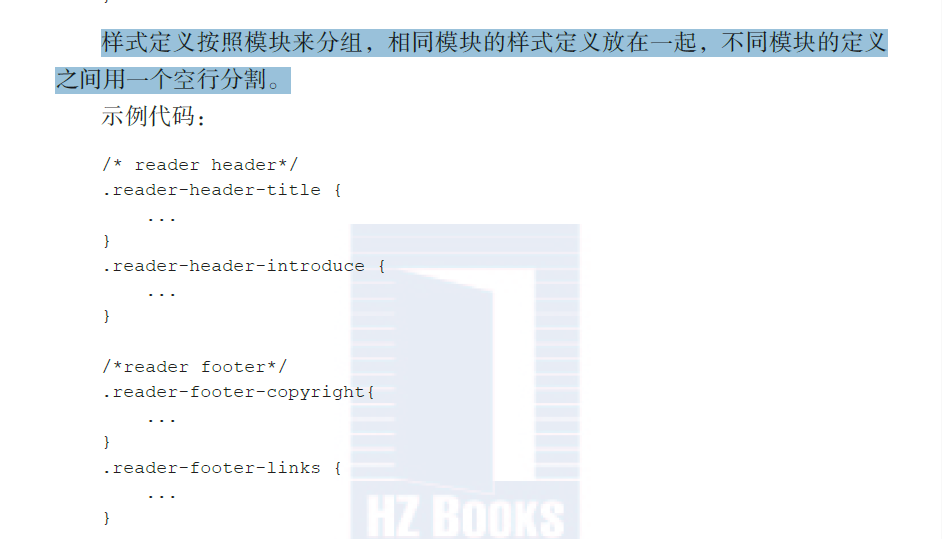 样式定义按照模块来分组，相同模块的样式定义放在一起，不同模块的定义
之间用一个空行分割。
示例代码：
/* reader header*/
.reader-header-title {
...
}
.reader-header-introduce {
...
}
/*reader footer*/
.reader-footer-copyright{
...
}
.reader-footer-links {
...
}
HZ BOOKS